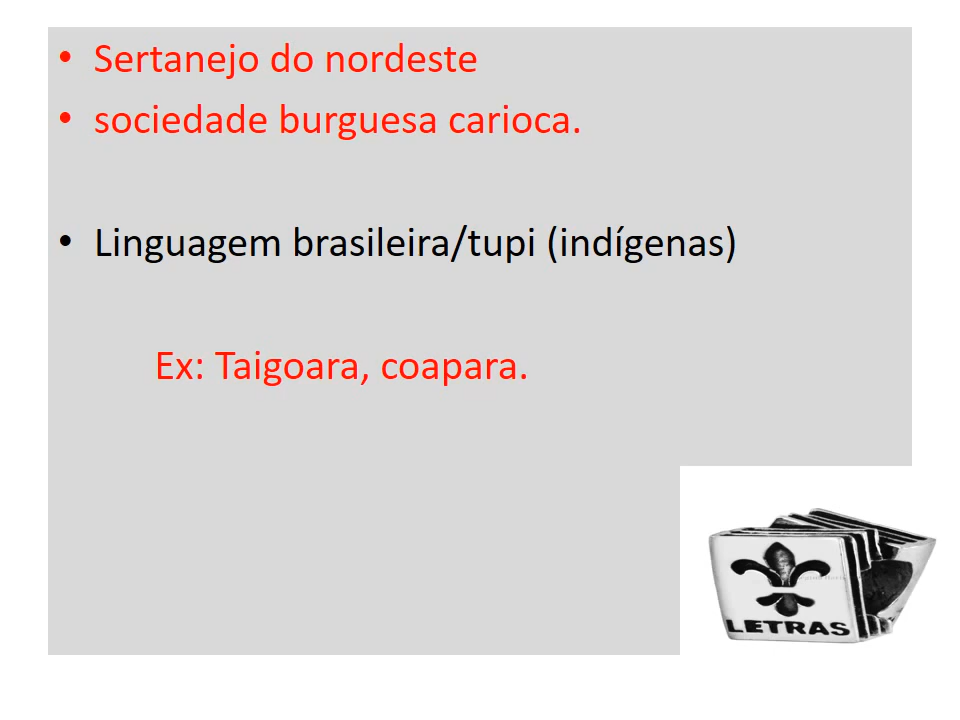 • Sertanejo do nordeste
• sociedade burguesa carioca.
• Linguagem brasileira/tupi (indígenas)
Ex: Taigoara, coapara.
LETRAS